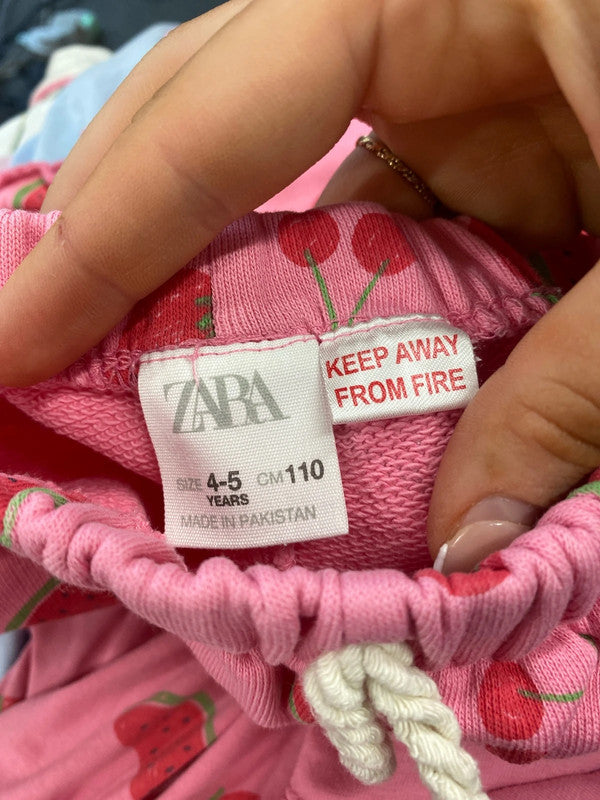 ZARA
SIZE 4-5 CM 110
YEARS
MADE IN PAKISTAN
KEEP AWAY
FROM FIRE